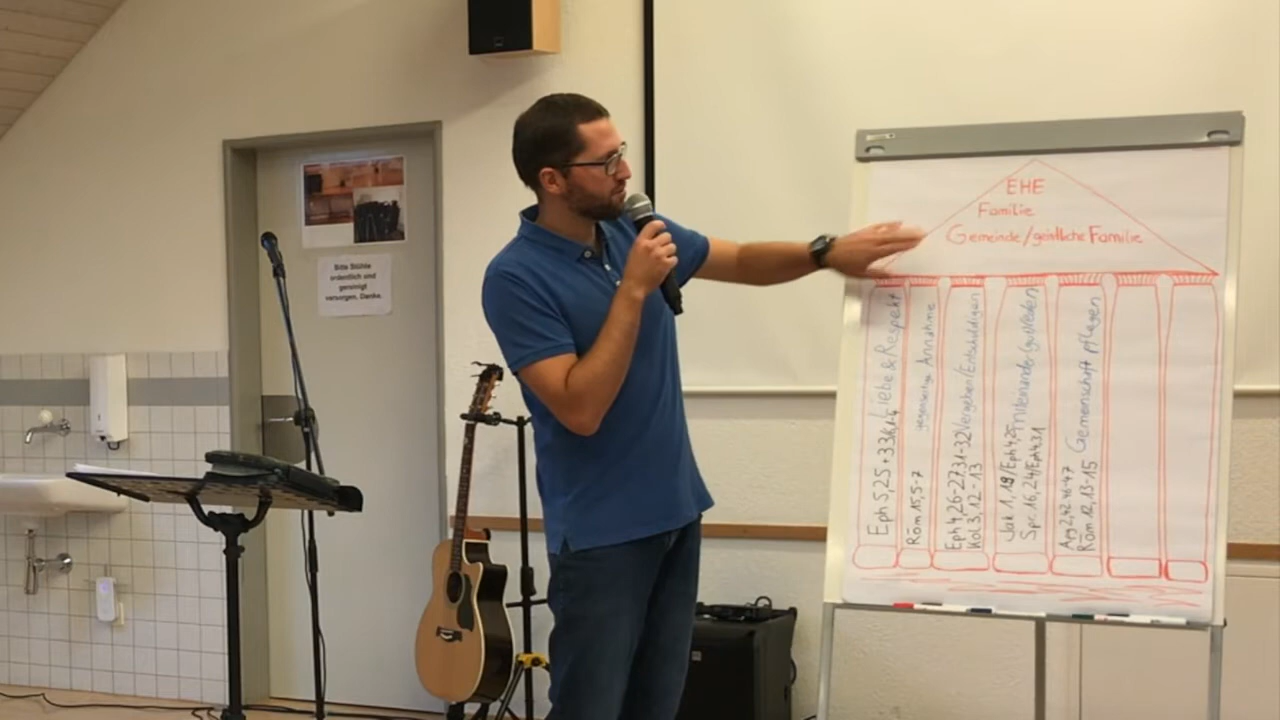 Bitte Stühle
ordentlich und
gereinigt
versorgen, Danke.
EHE
Familie
Gemeinde/geistliche Familie
Eph 5,25+33 Liebe & Respekt
Röm 15,5-7 gegenseitige Annahme
Eph 4,26-27.31-32 Vergeben/Entschuldigen
Kol 3,12-13
Jak 1,19/Eph 4,25 miteinander
Spr 16,24/Eph 4,31
Apg 2,42.46-47 Gemeinschaft pflegen
Röm 12,13-15